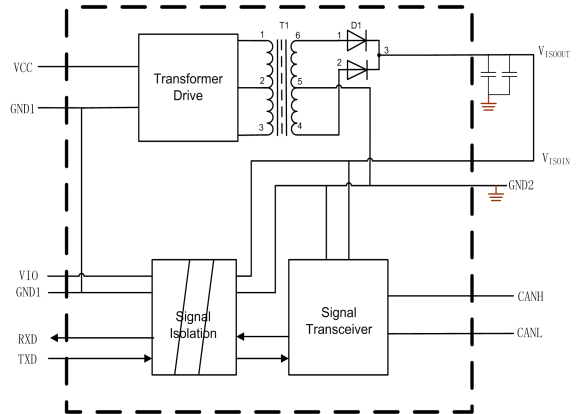 T1
D1
1
6
1
3
VISOOUT
VCC
Transformer
Drive
2
5
2
GND1
3
4
VISOIN
GND2
VIO
GND1
Signal
Isolation
Signal
Transceiver
CANH
RXD
CANL
TXD